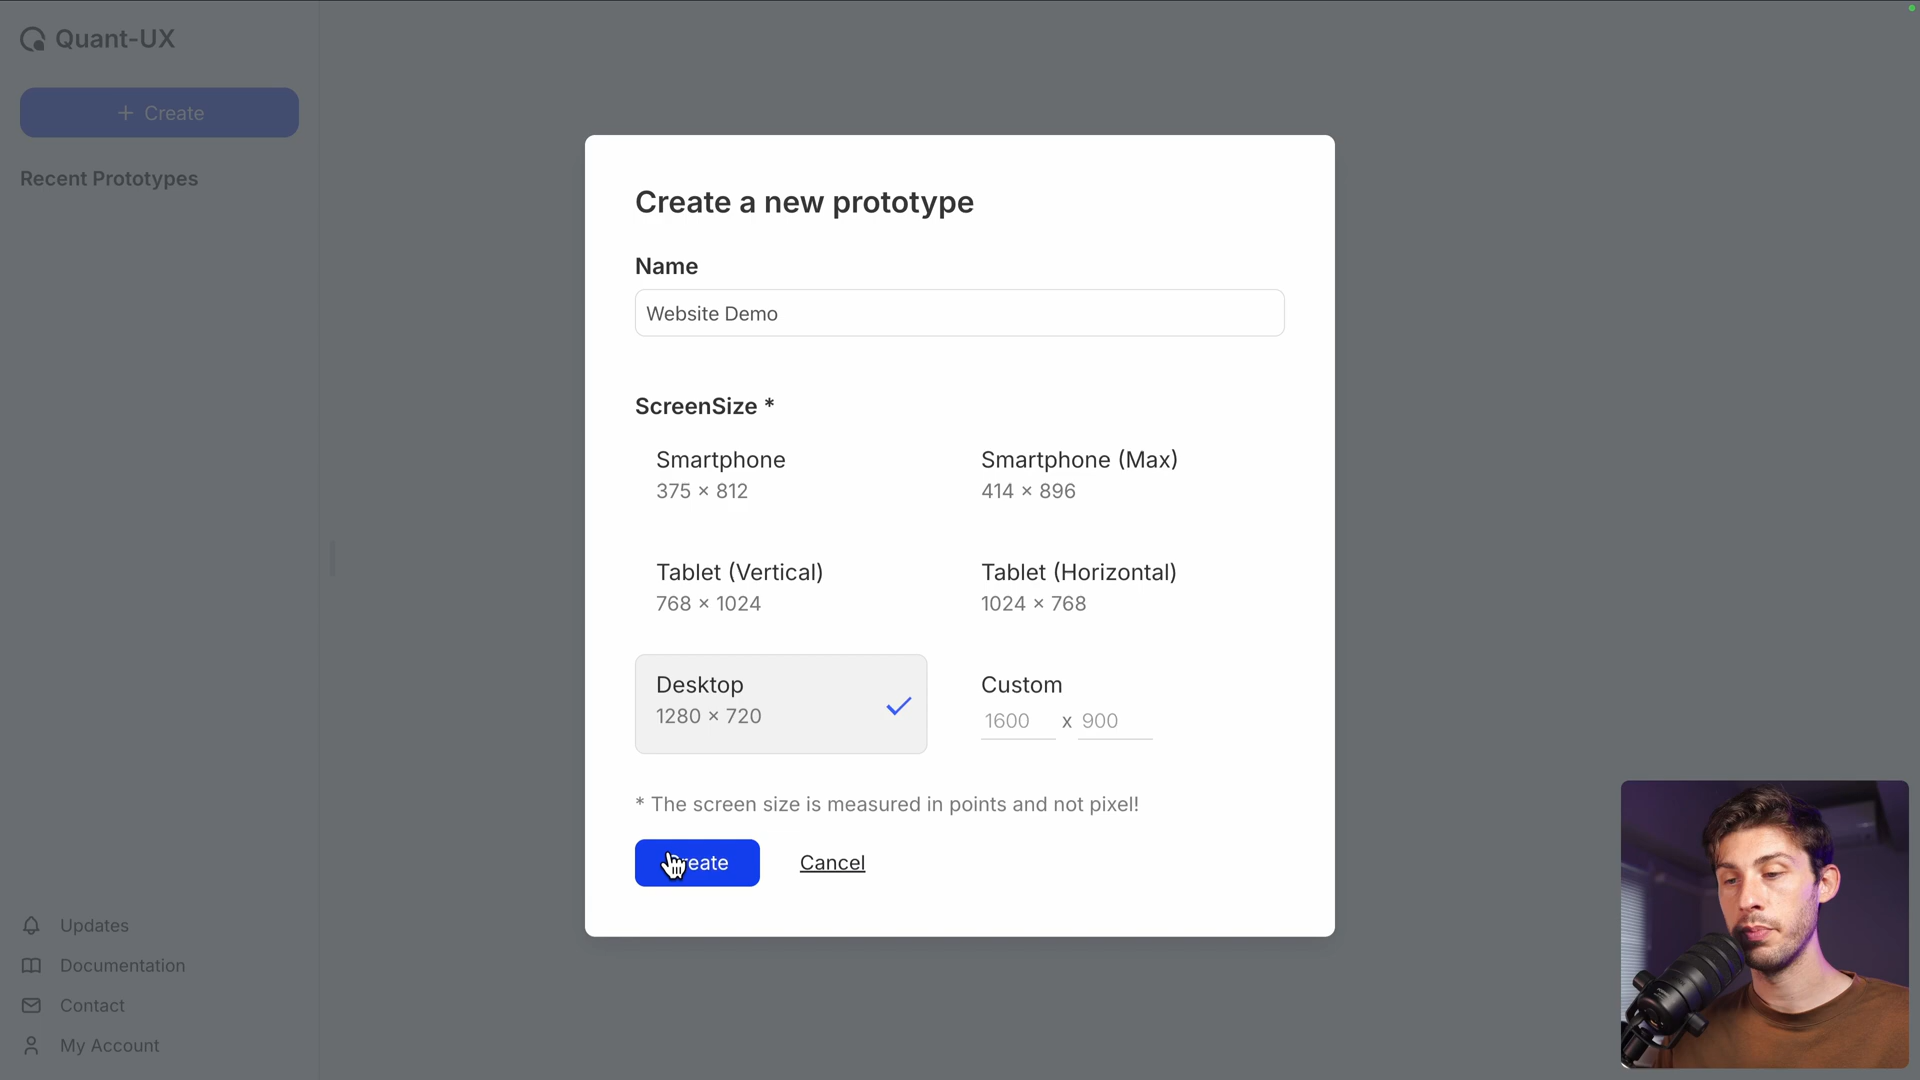 Quant-UX
+ Create
Recent Prototypes
Create a new prototype
Name
Website Demo
ScreenSize *
Smartphone
375 × 812
Smartphone (Max)
414 × 896
Tablet (Vertical)
768 × 1024
Tablet (Horizontal)
1024 × 768
Desktop
1280 × 720
Custom
1600 x 900
* The screen size is measured in points and not pixel!
Create
Cancel
Updates
Documentation
Contact
My Account